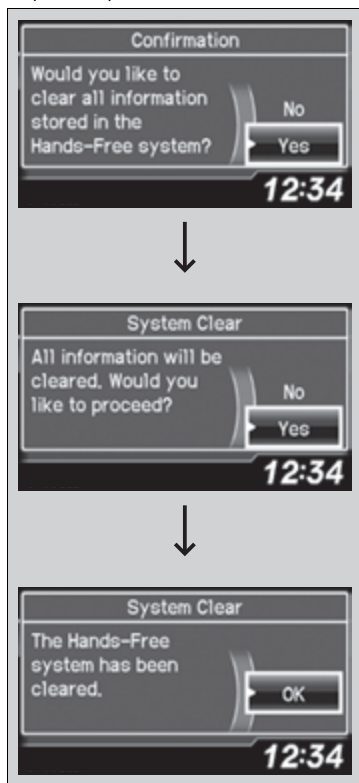 Confirmation
Would you like to
clear all information
stored in the
Hands-Free system?
No
Yes
12:34
System Clear
All information will be
cleared. Would you
like to proceed?
No
Yes
12:34
System Clear
The Hands-Free
system has been
cleared.
OK
12:34